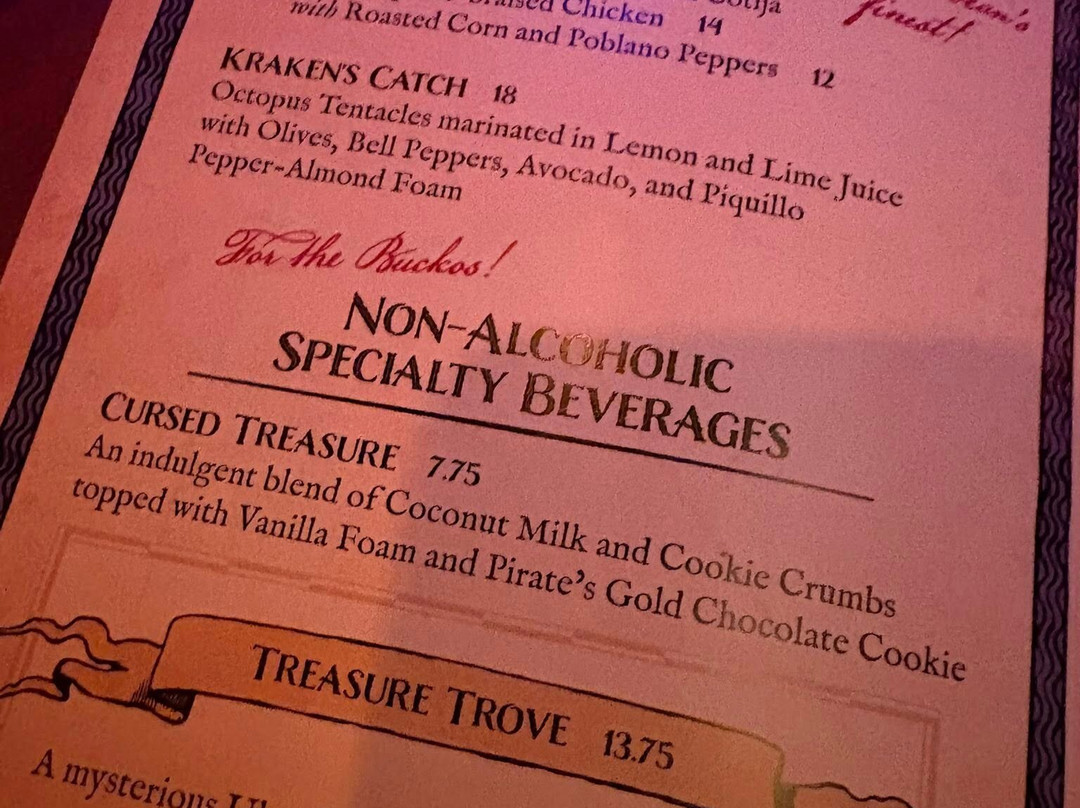 Chicken 14
finest!
with Roasted Corn and Poblano Peppers 12
KRAKEN'S CATCH 18
Octopus Tentacles marinated in Lemon and Lime Juice
with Olives, Bell Peppers, Avocado, and Piquillo
Pepper-Almond Foam
For the Buckos!
NON-ALCOHOLIC
SPECIALTY BEVERAGES
CURSED TREASURE 7.75
An indulgent blend of Coconut Milk and Cookie Crumbs
topped with Vanilla Foam and Pirate's Gold Chocolate Cookie
TREASURE TROVE 13.75
A mysterious